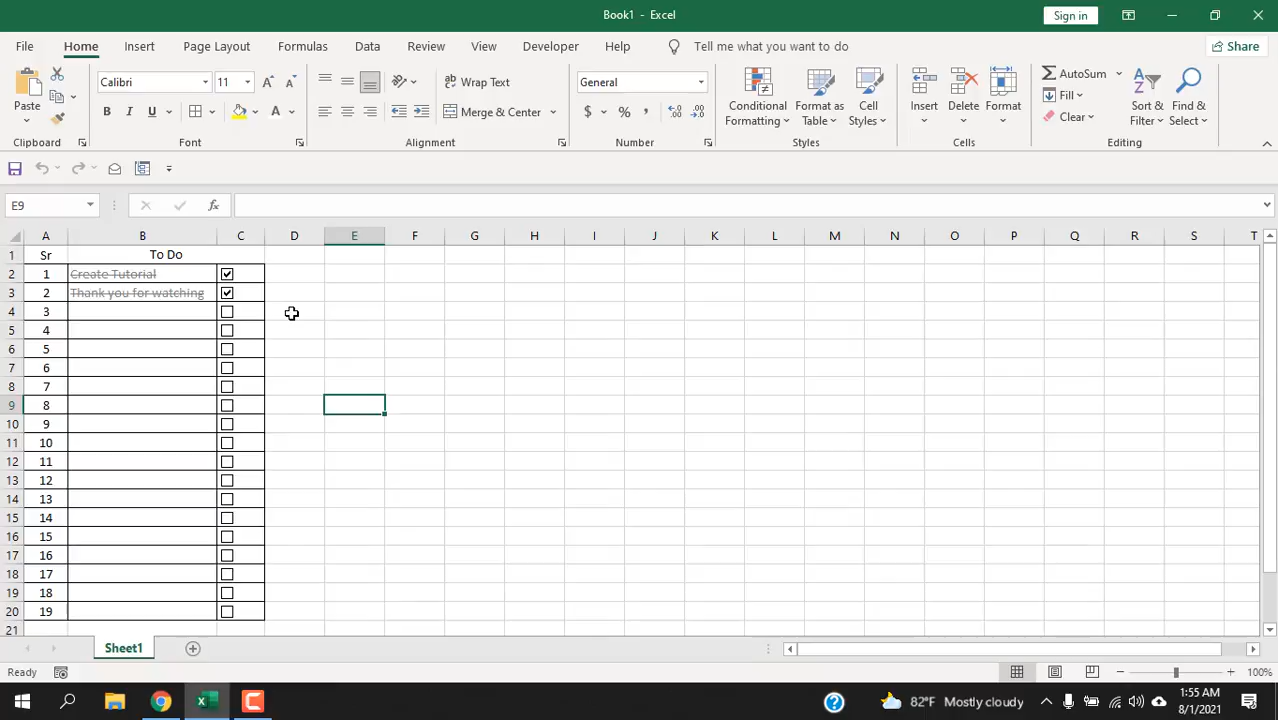 Book1 - Excel
Sign in
File Home Insert Page Layout Formulas Data Review View Developer Help Tell me what you want to do Share
Paste
Calibri 11
B I U
Wrap Text
Merge & Center
General
$ % ,
Conditional Formatting
Format as Table
Cell Styles
Insert
Delete
Format
AutoSum
Fill
Clear
Sort & Filter
Find & Select
Clipboard Font Alignment Number Styles Cells Editing
E9 fx
A B C D E F G H I J K L M N O P Q R S T
1 Sr To Do
2 1 Create Tutorial
3 2 Thank you for watching
4 3
5 4
6 5
7 6
8 7
9 8
10 9
11 10
12 11
13 12
14 13
15 14
16 15
17 16
18 17
19 18
20 19
21
Sheet1
Ready 100%
82°F Mostly cloudy 1:55 AM
8/1/2021